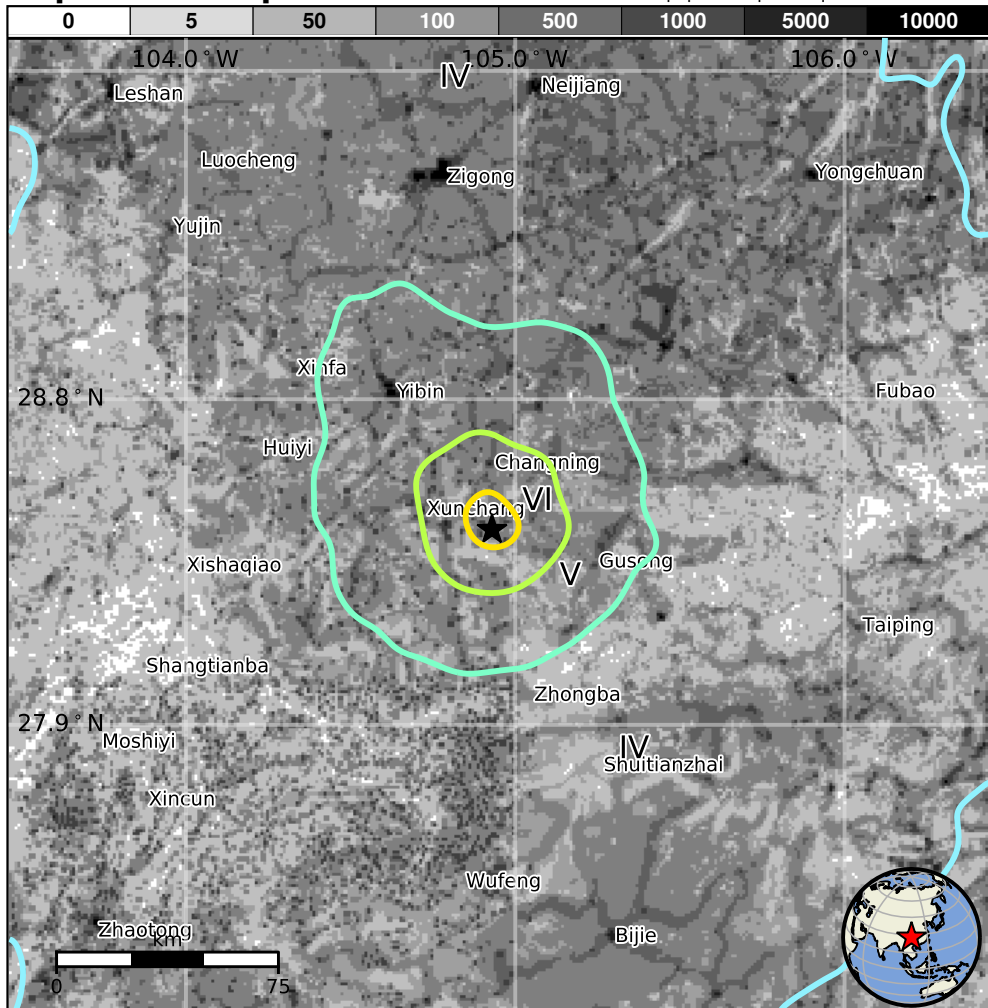 0 5 50 100 500 1000 5000 10000
104.0°W 105.0°W 106.0°W
IV
Neijiang
Leshan
Luocheng
Zigong
Yongchuan
Yujin
Xinfa
Yibin
28.8°N
Fubao
Huiyi
Changning
VI
Xunchang
Xishaqiao
Gusong
V
Taiping
Shangtianba
Zhongba
27.9°N
Moshiyi
IV
Shuitianzhai
Xincun
Wufeng
Zhaotong
Bijie
km
0 75